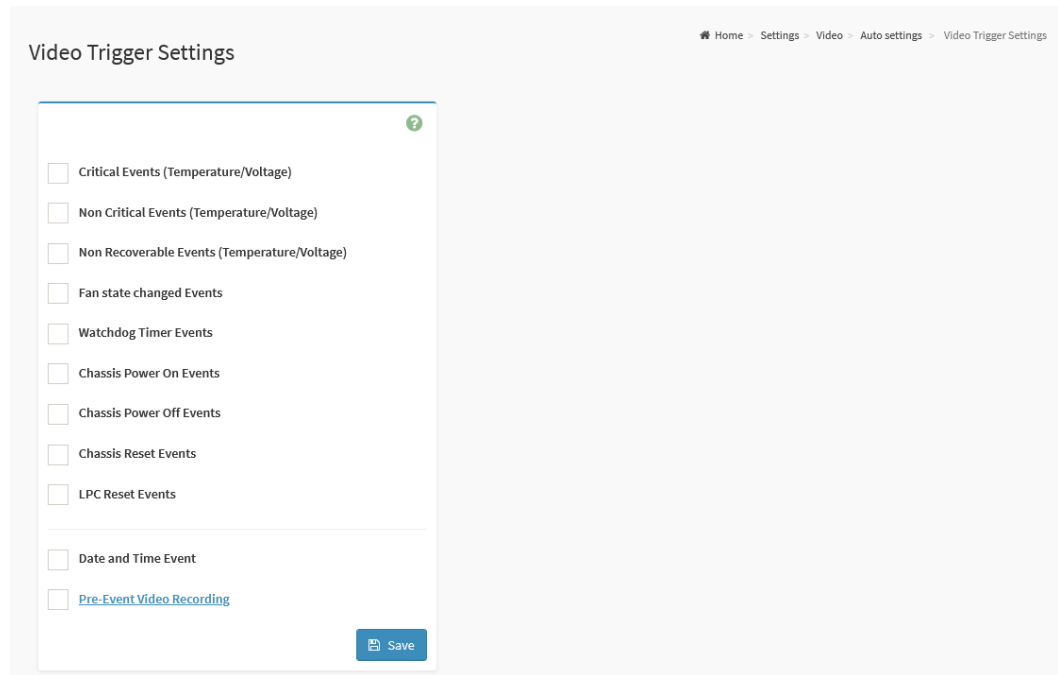 Home > Settings > Video > Auto settings > Video Trigger Settings
Video Trigger Settings
?
Critical Events (Temperature/Voltage)
Non Critical Events (Temperature/Voltage)
Non Recoverable Events (Temperature/Voltage)
Fan state changed Events
Watchdog Timer Events
Chassis Power On Events
Chassis Power Off Events
Chassis Reset Events
LPC Reset Events
Date and Time Event
Pre-Event Video Recording
Save